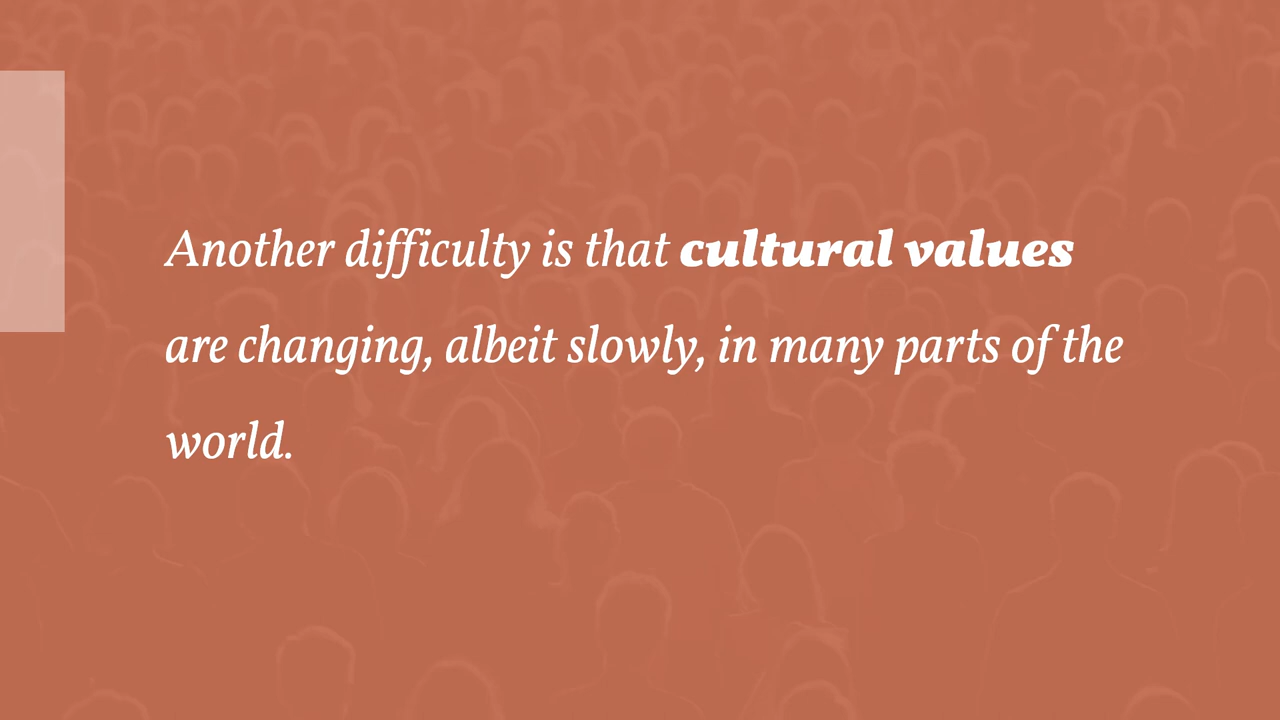 Another difficulty is that cultural values
are changing, albeit slowly, in many parts of the
world.